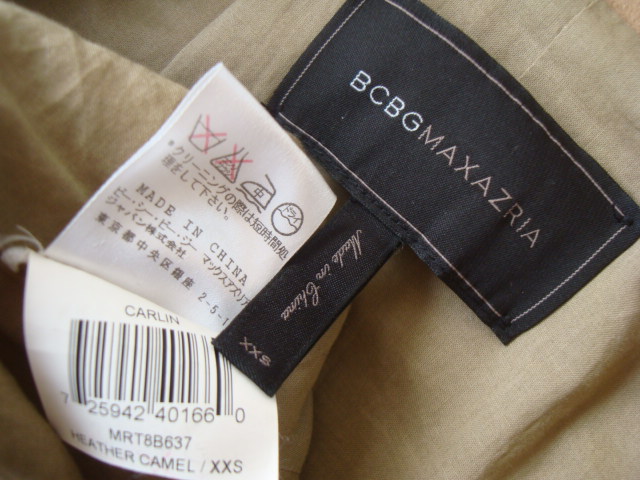 BCBGMAXAZRIA
Made in China
XXS
*クリーニングの際は短時間処
理をして下さい。
MADE IN CHINA
ビー・シー・ビー・ジー マックスアズリア
ジャパン株式会社
東京都中央区銀座 2-5-1
CARLIN
7 25942 40166 0
MRT8B637
HEATHER CAMEL / XXS